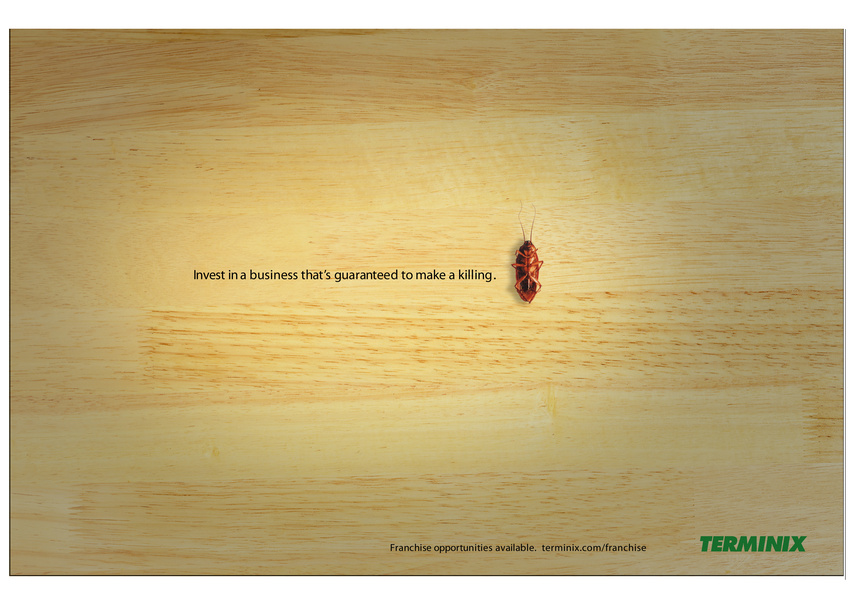 Invest in a business that's guaranteed to make a killing.
Franchise opportunities available. terminix.com/franchise
TERMINIX